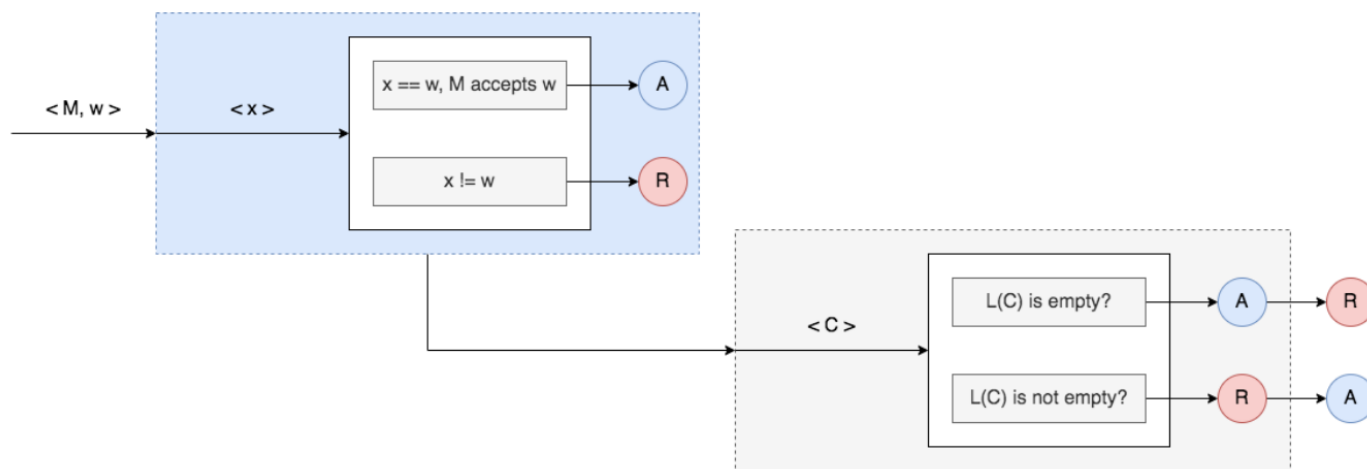 < M, w >
< x >
x == w, M accepts w
A
x != w
R
< C >
L(C) is empty?
A
R
L(C) is not empty?
R
A